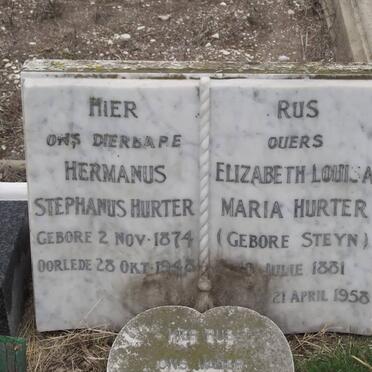 HIER
ONS DIERBARE
HERMANUS
STEPHANUS HURTER
GEBORE 2 NOV. 1874
OORLEDE 28 OKT. 1948
RUS
OUERS
ELIZABETH LOUISA
MARIA HURTER
(GEBORE STEYN)
JULIE 1881
21 APRIL 1958